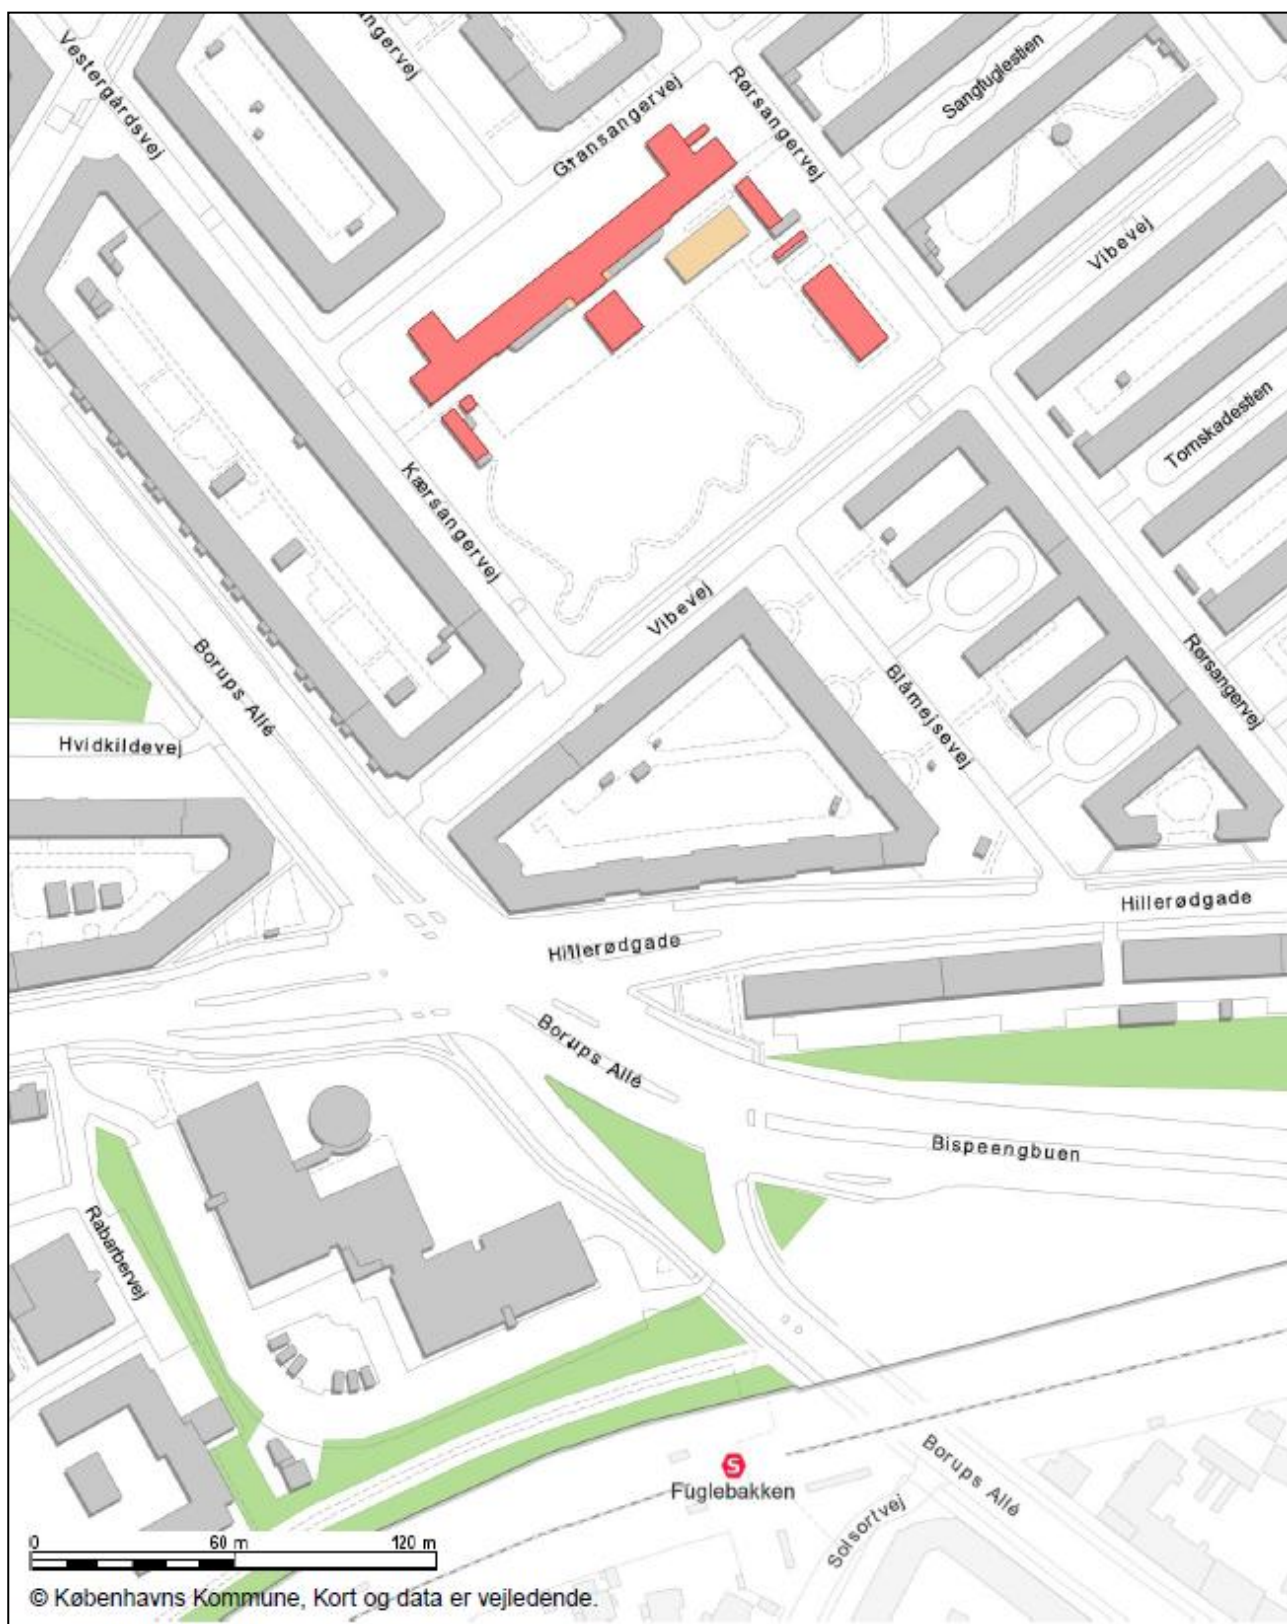 Vestergårdsvej
angervej
Gransangervej
Rørsangervej
Sangfuglestien
Vibevej
Tornskadestien
Kærsangervej
Vibevej
Rørsangervej
Borups Allé
Blåmejsevej
Hvidkildevej
Hillerødgade
Hillerødgade
Borups Allé
Bispeengbuen
Rabarbervej
S
Fuglebakken
Borups Allé
Solsortvej
0 60 m 120 m
© Københavns Kommune, Kort og data er vejledende.